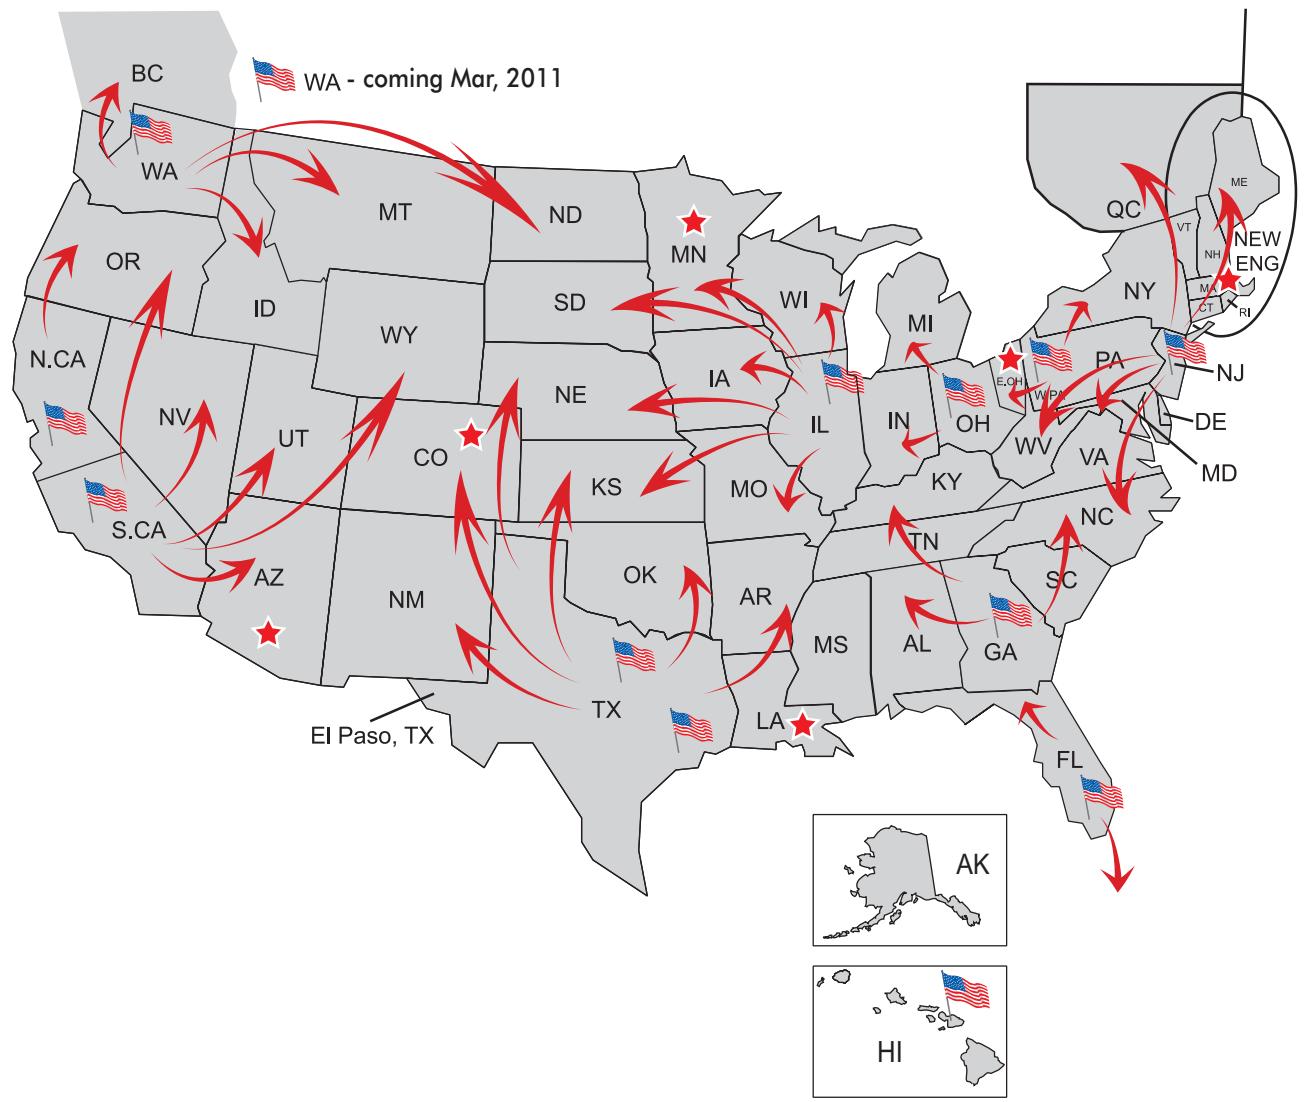 BC
WA - coming Mar, 2011
WA
MT
ND
MN
OR
ID
SD
WI
MI
QC
ME
VT
NH
NEW
ENG
MA
CT
RI
NY
N.CA
WY
IA
NE
NV
UT
CO
KS
MO
IL
IN
OH
E.OH
W.PA
PA
NJ
DE
MD
WV
VA
KY
S.CA
AZ
NM
OK
AR
TN
NC
SC
MS
AL
GA
TX
LA
El Paso, TX
FL
AK
HI